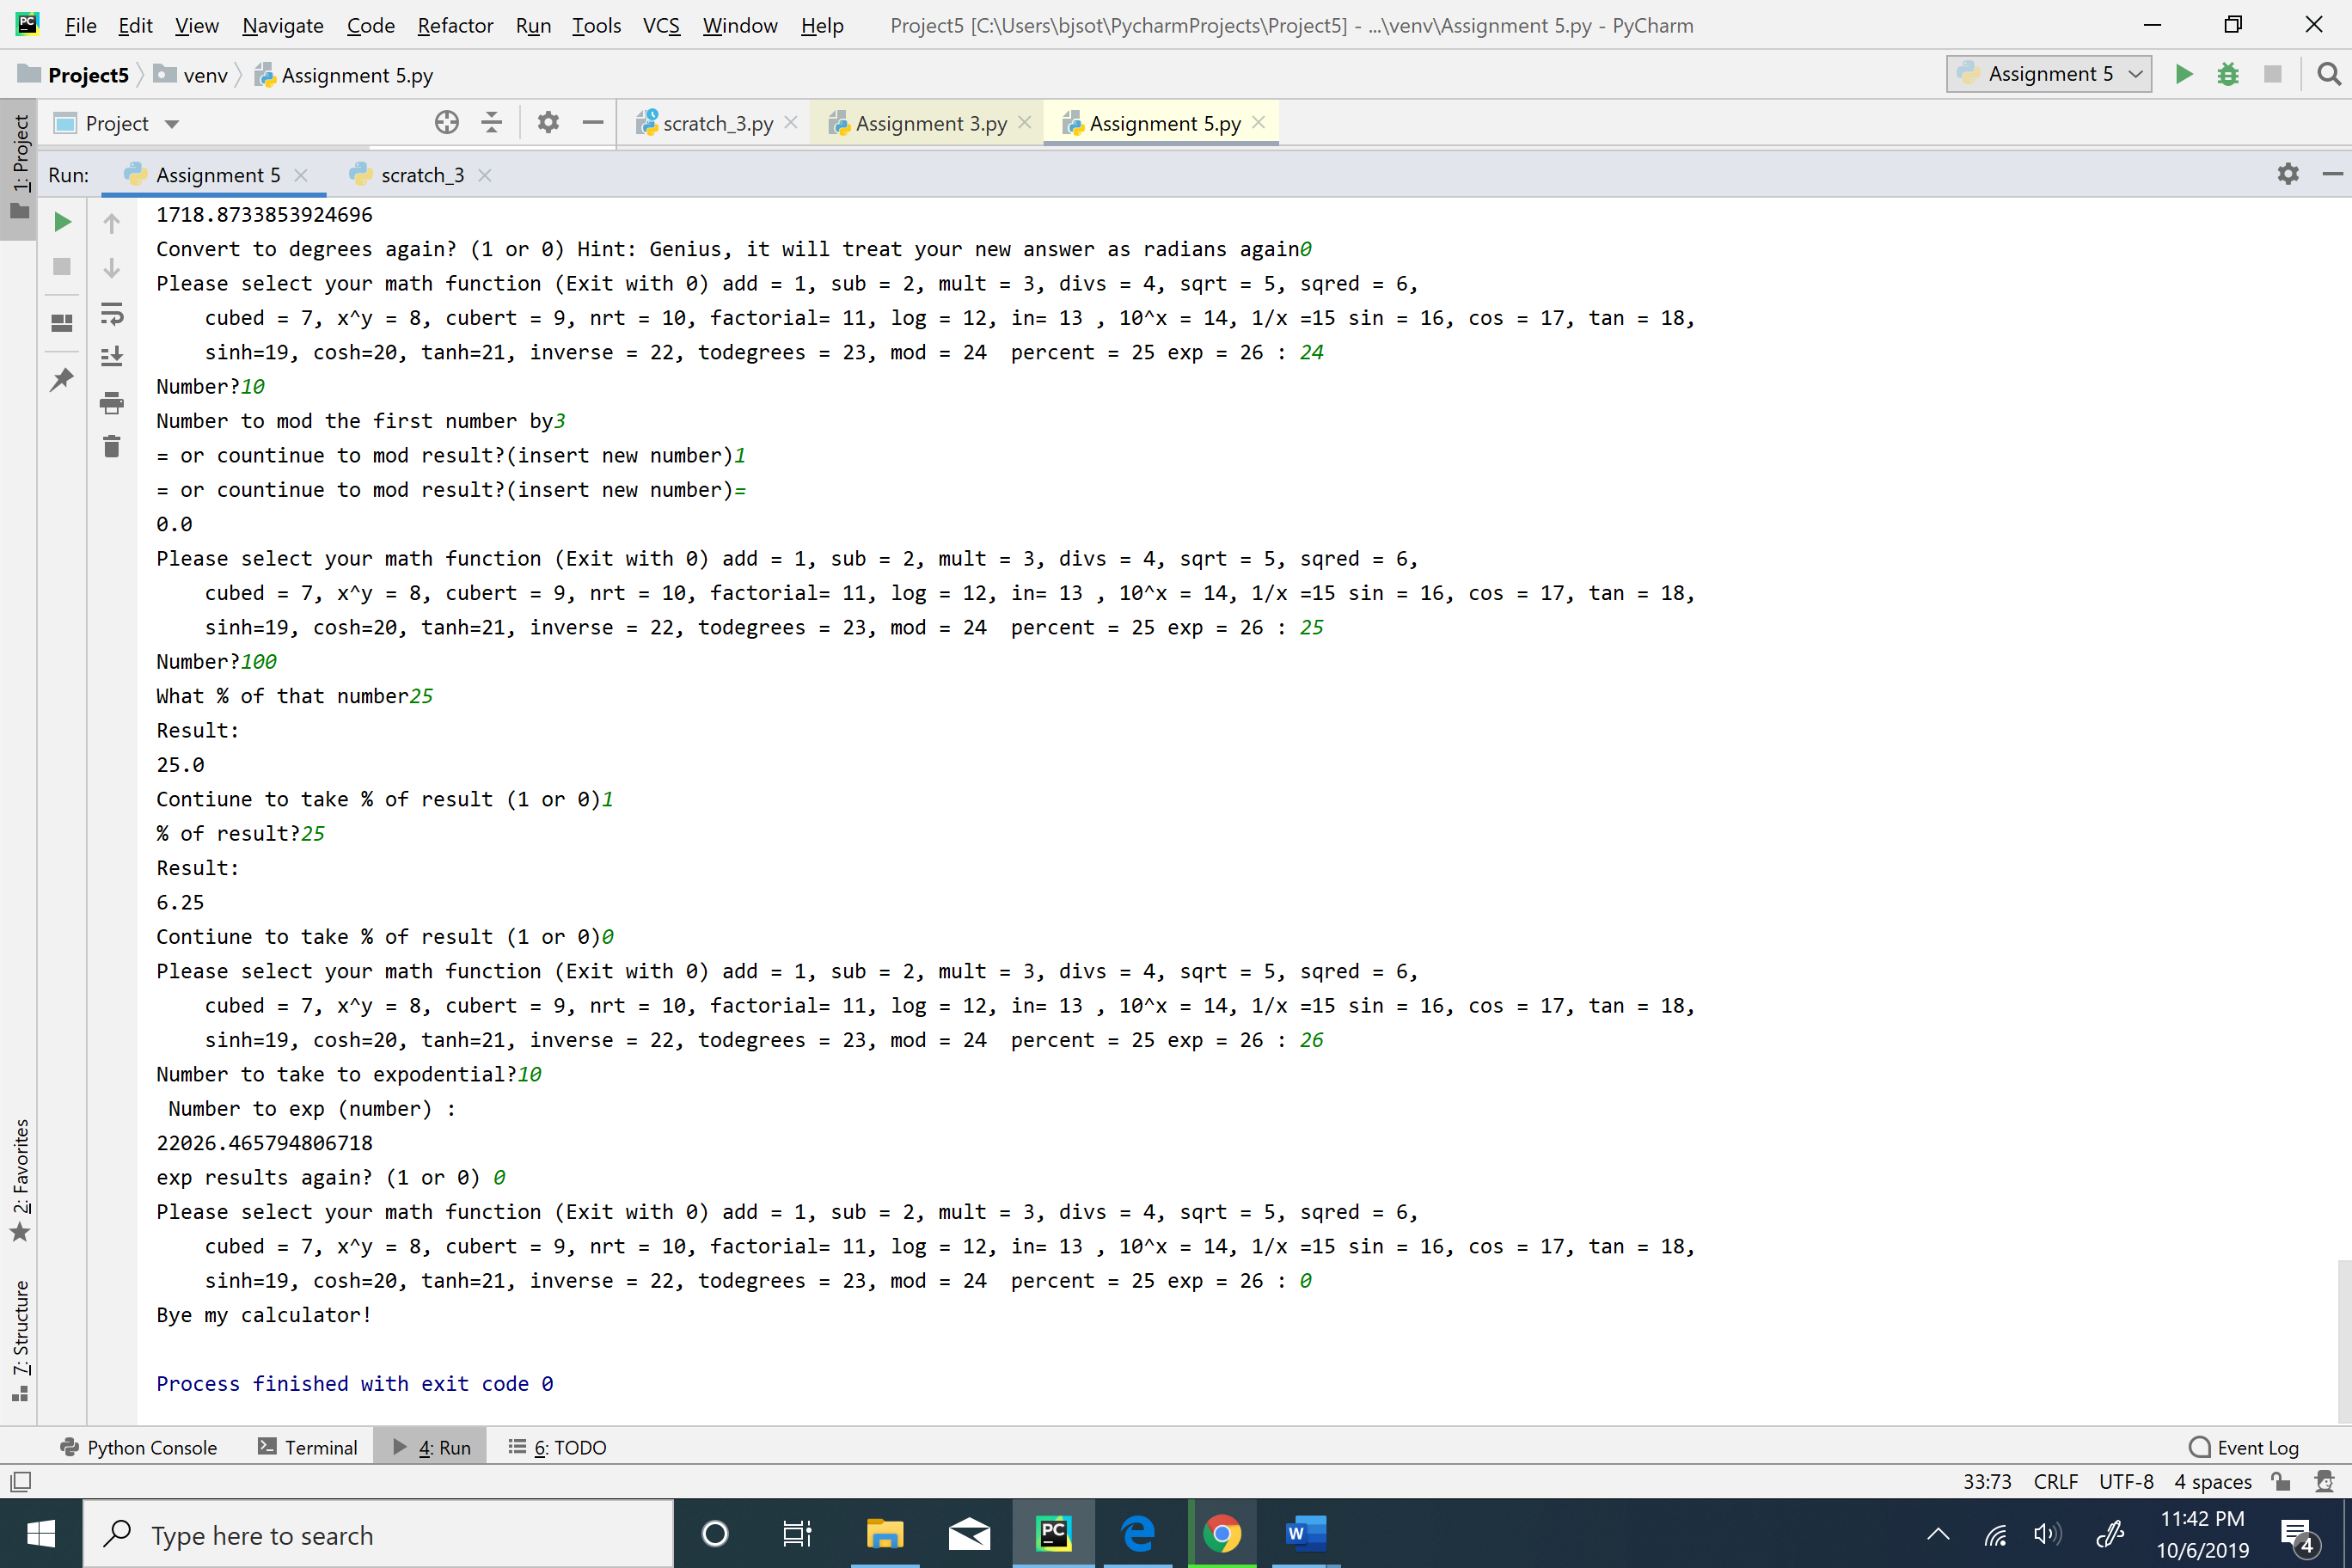 File Edit View Navigate Code Refactor Run Tools VCS Window Help Project5 [C:\Users\bjsot\PycharmProjects\Project5] - ...\venv\Assignment 5.py - PyCharm
Project5 venv Assignment 5.py Assignment 5
Project scratch_3.py Assignment 3.py Assignment 5.py
1: Project
Run: Assignment 5 scratch_3
1718.8733853924696
Convert to degrees again? (1 or 0) Hint: Genius, it will treat your new answer as radians again0
Please select your math function (Exit with 0) add = 1, sub = 2, mult = 3, divs = 4, sqrt = 5, sqred = 6,
cubed = 7, x^y = 8, cubert = 9, nrt = 10, factorial= 11, log = 12, in= 13 , 10^x = 14, 1/x =15 sin = 16, cos = 17, tan = 18,
sinh=19, cosh=20, tanh=21, inverse = 22, todegrees = 23, mod = 24  percent = 25 exp = 26 : 24
Number?10
Number to mod the first number by3
= or countinue to mod result?(insert new number)1
= or countinue to mod result?(insert new number)=
0.0
Please select your math function (Exit with 0) add = 1, sub = 2, mult = 3, divs = 4, sqrt = 5, sqred = 6,
cubed = 7, x^y = 8, cubert = 9, nrt = 10, factorial= 11, log = 12, in= 13 , 10^x = 14, 1/x =15 sin = 16, cos = 17, tan = 18,
sinh=19, cosh=20, tanh=21, inverse = 22, todegrees = 23, mod = 24  percent = 25 exp = 26 : 25
Number?100
What % of that number25
Result:
25.0
Contiune to take % of result (1 or 0)1
% of result?25
Result:
6.25
Contiune to take % of result (1 or 0)0
Please select your math function (Exit with 0) add = 1, sub = 2, mult = 3, divs = 4, sqrt = 5, sqred = 6,
cubed = 7, x^y = 8, cubert = 9, nrt = 10, factorial= 11, log = 12, in= 13 , 10^x = 14, 1/x =15 sin = 16, cos = 17, tan = 18,
sinh=19, cosh=20, tanh=21, inverse = 22, todegrees = 23, mod = 24  percent = 25 exp = 26 : 26
Number to take to expodential?10
Number to exp (number) :
22026.465794806718
exp results again? (1 or 0) 0
Please select your math function (Exit with 0) add = 1, sub = 2, mult = 3, divs = 4, sqrt = 5, sqred = 6,
cubed = 7, x^y = 8, cubert = 9, nrt = 10, factorial= 11, log = 12, in= 13 , 10^x = 14, 1/x =15 sin = 16, cos = 17, tan = 18,
sinh=19, cosh=20, tanh=21, inverse = 22, todegrees = 23, mod = 24  percent = 25 exp = 26 : 0
Bye my calculator!
Process finished with exit code 0
2: Favorites
7: Structure
Python Console Terminal 4: Run 6: TODO Event Log
33:73 CRLF UTF-8 4 spaces
Type here to search
11:42 PM
10/6/2019
4